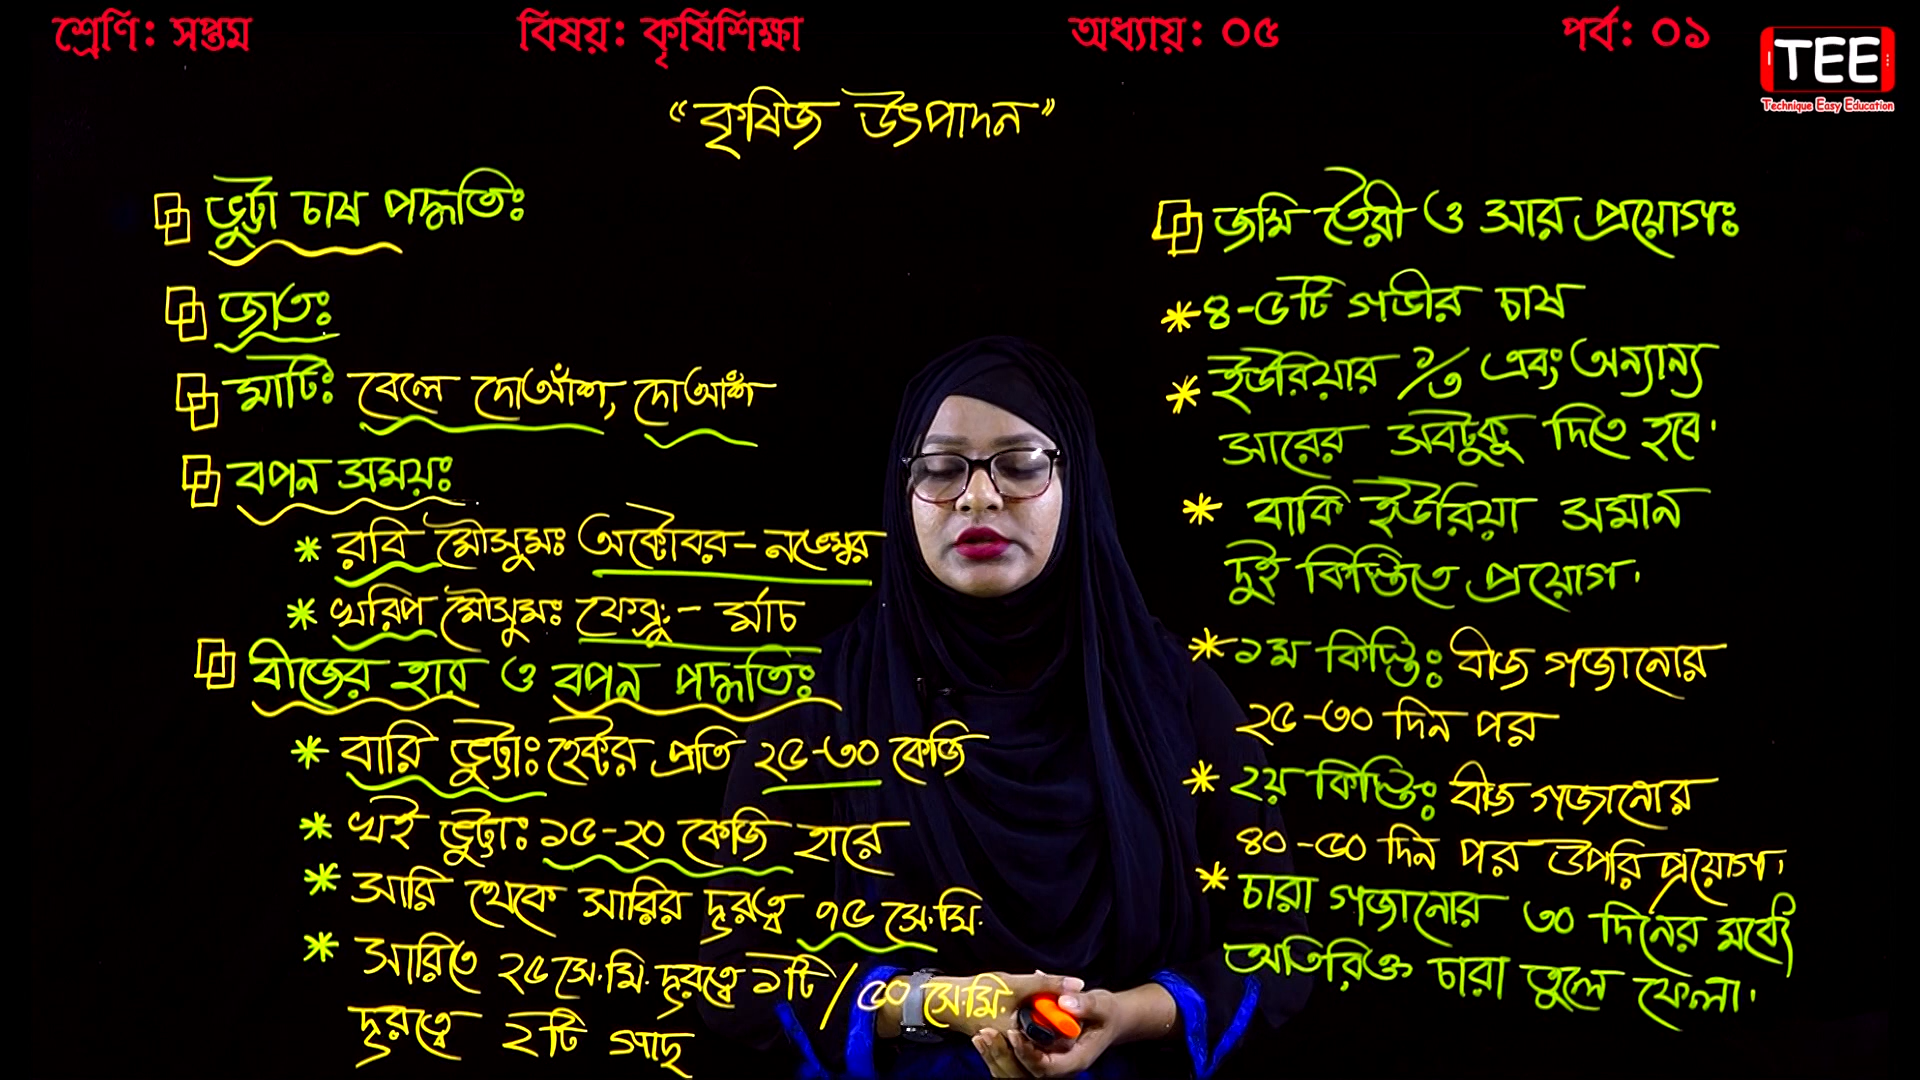 শ্রেণি: সপ্তম
বিষয়: কৃষিশিক্ষা
অধ্যায়: ০৫
পর্ব: ০১
TEE
Technique Easy Education
“কৃষিজ উৎপাদন”
ভুট্টা চাষ পদ্ধতিঃ
জাতঃ
মাটিঃ বেলে দোআঁশ, দোআঁশ
বপন সময়ঃ
* রবি মৌসুমঃ অক্টোবর - নভেম্বর
* খরিপ মৌসুমঃ ফেব্রুঃ - র্মাচ
বীজের হার ও বপন পদ্ধতিঃ
* বারি ভুট্টাঃ হেক্টর প্রতি ২৫-৩০ কেজি
* খই ভুট্টাঃ ১৫-২০ কেজি হারে
* সারি থেকে সারির দূরত্ব ৭৫ সে.মি.
* সারিতে ২৫ সে.মি. দূরত্বে ১টি / ৫০ সে.মি.
দূরত্বে ২টি গাছ
জমি তৈরী ও সার প্রয়োগঃ
* ৪-৫টি গভীর চাষ
* ইউরিয়ার ১/৩ এবং অন্যান্য
সারের সবটুকু দিতে হবে।
* বাকি ইউরিয়া সমান
দুই কিস্তিতে প্রয়োগ।
* ১ম কিস্তিঃ বীজ গজানোর
২৫-৩০ দিন পর
* ২য় কিস্তিঃ বীজ গজানোর
৪০-৫০ দিন পর উপরি প্রয়োগ।
* চারা গজানোর ৩০ দিনের মধ্যে
অতিরিক্ত চারা তুলে ফেলা।